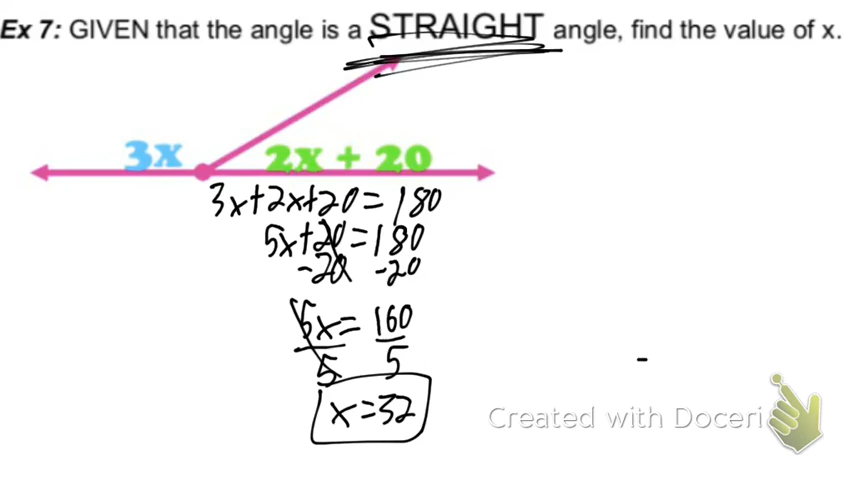 Ex 7: GIVEN that the angle is a STRAIGHT angle, find the value of x.
3x 2x + 20
3x+2x+20=180
5x+20=180
-20 -20
5x=160
5 5
x=32
Created with Doceri